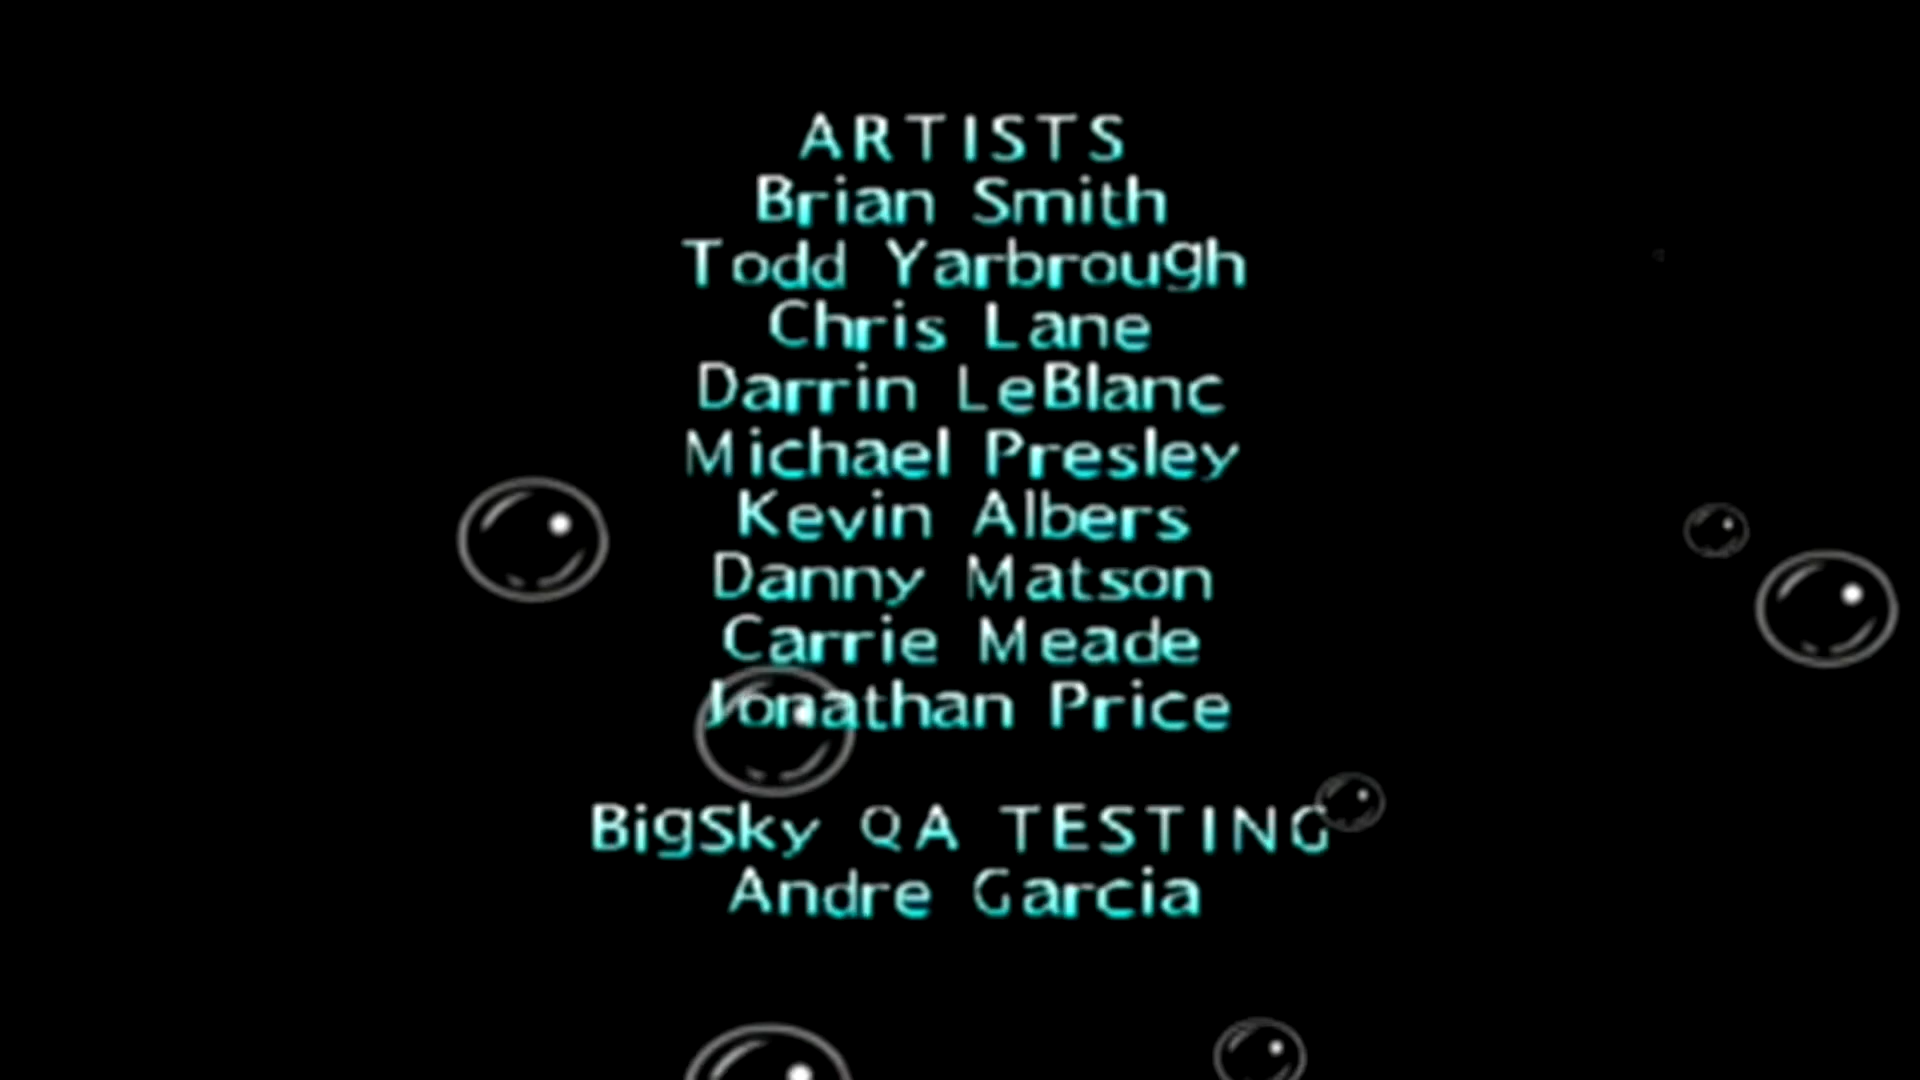 ARTISTS
Brian Smith
Todd Yarbrough
Chris Lane
Darrin LeBlanc
Michael Presley
Kevin Albers
Danny Matson
Carrie Meade
Jonathan Price
BigSky QA TESTING
Andre Garcia